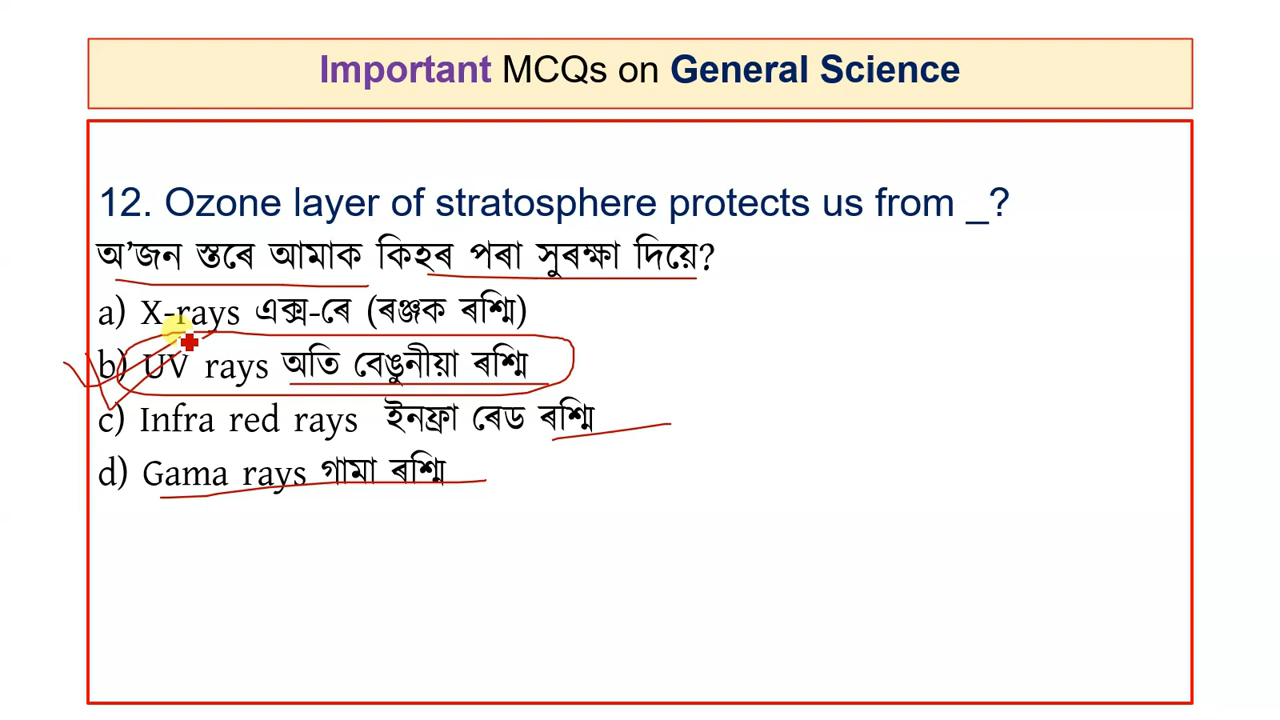 Important MCQs on General Science
12. Ozone layer of stratosphere protects us from _?
অ’জন স্তৰে আমাক কিহৰ পৰা সুৰক্ষা দিয়ে?
a) X-rays এক্স-ৰে (ৰঞ্জক ৰশ্মি)
b) UV rays অতি বেঙুনীয়া ৰশ্মি
c) Infra red rays ইনফ্ৰা ৰেড ৰশ্মি
d) Gama rays গামা ৰশ্মি